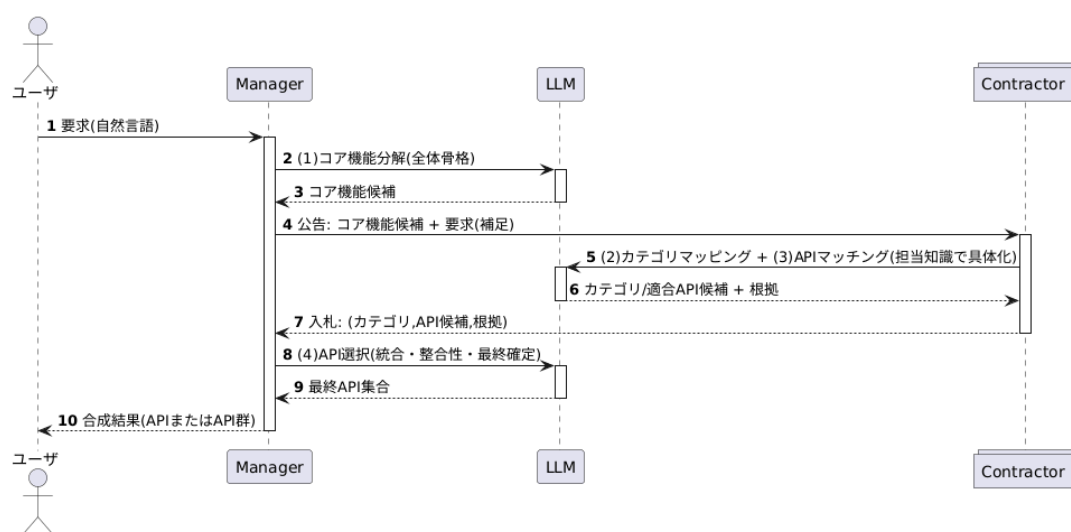 ユーザ
Manager
LLM
Contractor
1 要求(自然言語)
2 (1)コア機能分解(全体骨格)
3 コア機能候補
4 公告: コア機能候補 + 要求(補足)
5 (2)カテゴリマッピング + (3)APIマッチング(担当知識で具体化)
6 カテゴリ/適合API候補 + 根拠
7 入札: (カテゴリ,API候補,根拠)
8 (4)API選択(統合・整合性・最終確定)
9 最終API集合
10 合成結果(APIまたはAPI群)
ユーザ
Manager
LLM
Contractor